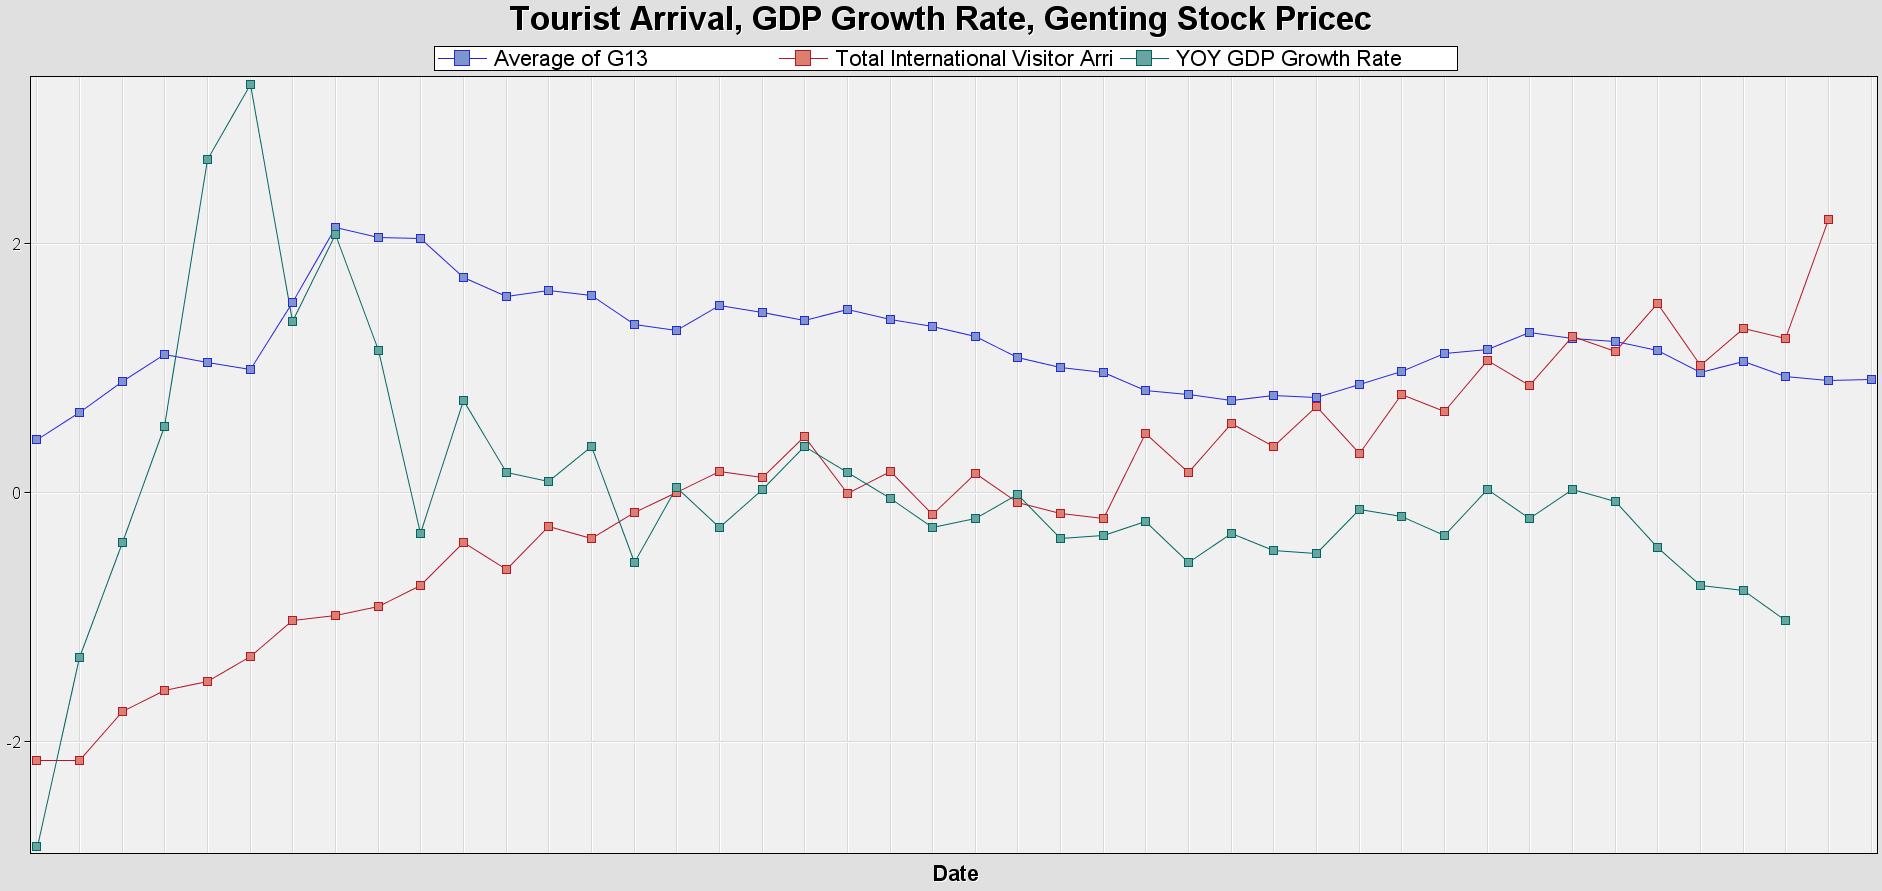 Tourist Arrival, GDP Growth Rate, Genting Stock Pricec
Average of G13 Total International Visitor Arri YOY GDP Growth Rate
2
0
-2
Date